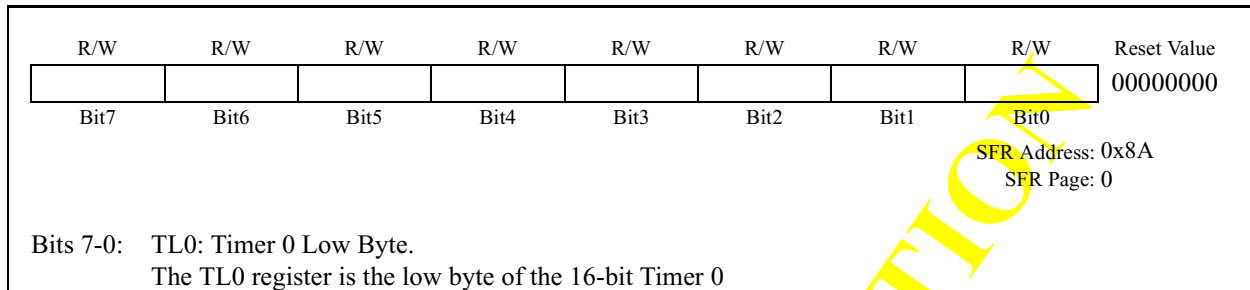 R/W R/W R/W R/W R/W R/W R/W R/W Reset Value
00000000
Bit7 Bit6 Bit5 Bit4 Bit3 Bit2 Bit1 Bit0
SFR Address: 0x8A
SFR Page: 0
Bits 7-0: TL0: Timer 0 Low Byte.
The TL0 register is the low byte of the 16-bit Timer 0
TION